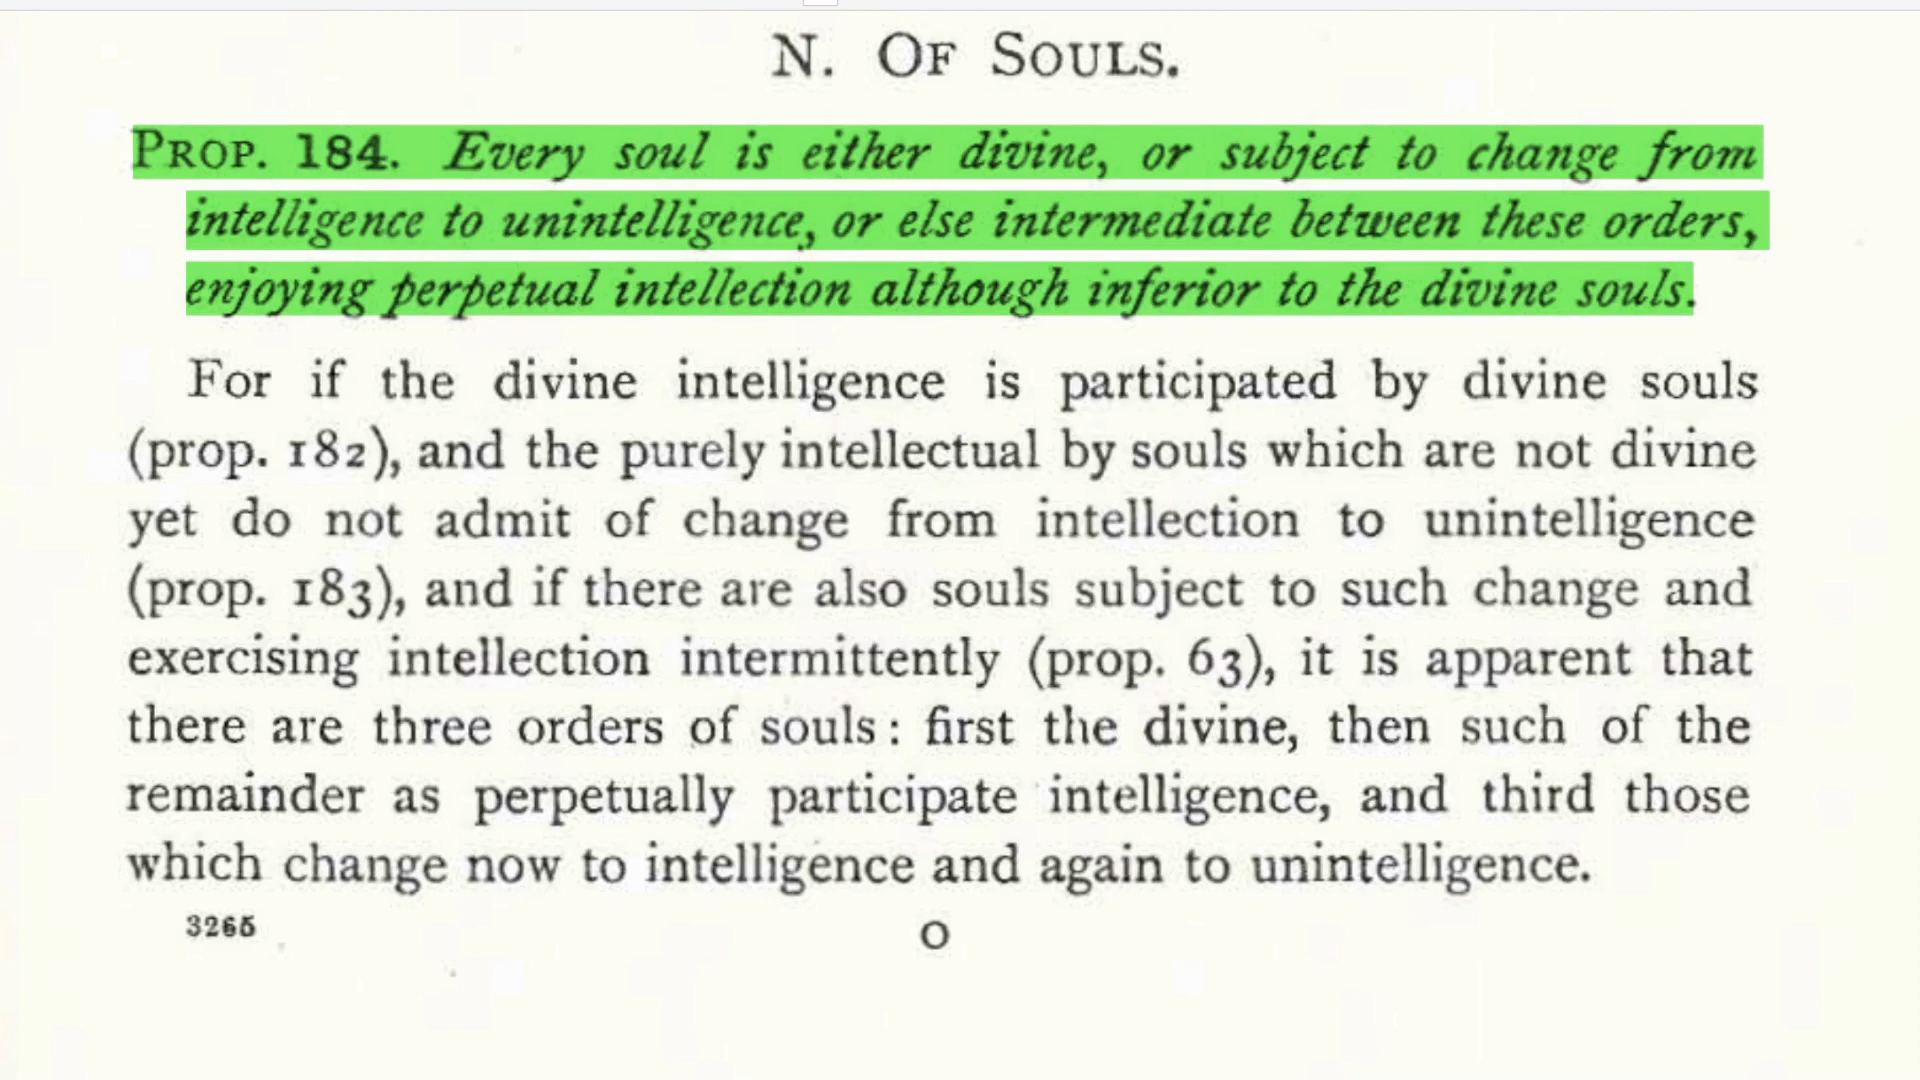 N. OF SOULS.
PROP. 184. Every soul is either divine, or subject to change from
intelligence to unintelligence, or else intermediate between these orders,
enjoying perpetual intellection although inferior to the divine souls.
For if the divine intelligence is participated by divine souls
(prop. 182), and the purely intellectual by souls which are not divine
yet do not admit of change from intellection to unintelligence
(prop. 183), and if there are also souls subject to such change and
exercising intellection intermittently (prop. 63), it is apparent that
there are three orders of souls : first the divine, then such of the
remainder as perpetually participate intelligence, and third those
which change now to intelligence and again to unintelligence.
3265 O